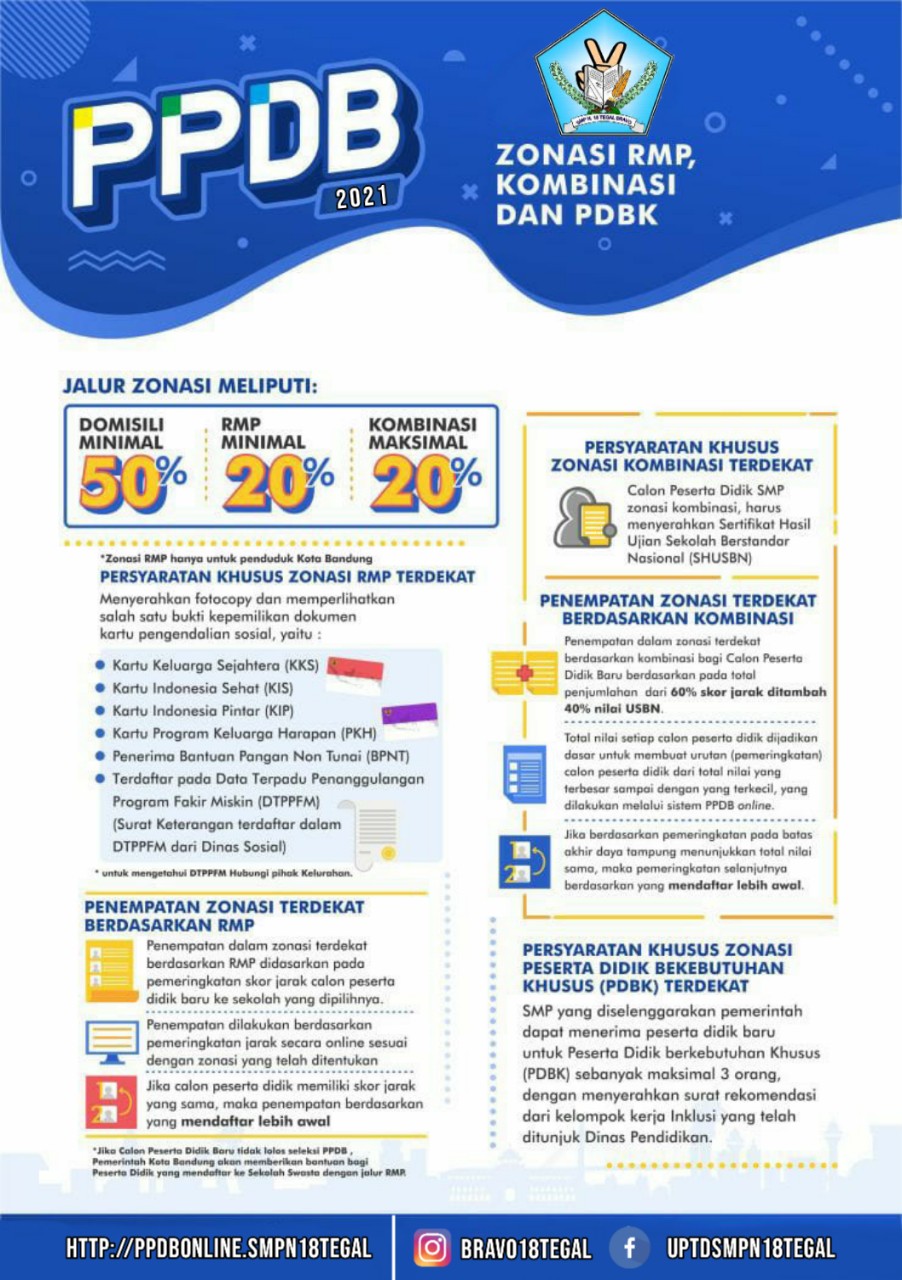 PPDB
2021
SMP N. 18 TEGAL BRAVO
ZONASI RMP,
KOMBINASI
DAN PDBK
JALUR ZONASI MELIPUTI:
DOMISILI
MINIMAL
50%
RMP
MINIMAL
20%
KOMBINASI
MAKSIMAL
20%
*Zonasi RMP hanya untuk penduduk Kota Bandung
PERSYARATAN KHUSUS ZONASI RMP TERDEKAT
Menyerahkan fotocopy dan memperlihatkan
salah satu bukti kepemilikan dokumen
kartu pengendalian sosial, yaitu :
Kartu Keluarga Sejahtera (KKS)
Kartu Indonesia Sehat (KIS)
Kartu Indonesia Pintar (KIP)
Kartu Program Keluarga Harapan (PKH)
Penerima Bantuan Pangan Non Tunai (BPNT)
Terdaftar pada Data Terpadu Penanggulangan
Program Fakir Miskin (DTPPFM)
(Surat Keterangan terdaftar dalam
DTPPFM dari Dinas Sosial)
* untuk mengetahui DTPPFM Hubungi pihak Kelurahan.
PENEMPATAN ZONASI TERDEKAT
BERDASARKAN RMP
Penempatan dalam zonasi terdekat
berdasarkan RMP didasarkan pada
pemeringkatan skor jarak calon peserta
didik baru ke sekolah yang dipilihnya.
Penempatan dilakukan berdasarkan
pemeringkatan jarak secara online sesuai
dengan zonasi yang telah ditentukan
1
2
Jika calon peserta didik memiliki skor jarak
yang sama, maka penempatan berdasarkan
yang mendaftar lebih awal
*Jika Calon Peserta Didik Baru tidak lolos seleksi PPDB ,
Pemerintah Kota Bandung akan memberikan bantuan bagi
Peserta Didik yang mendaftar ke Sekolah Swasta dengan jalur RMP.
PERSYARATAN KHUSUS
ZONASI KOMBINASI TERDEKAT
Calon Peserta Didik SMP
zonasi kombinasi, harus
menyerahkan Sertifikat Hasil
Ujian Sekolah Berstandar
Nasional (SHUSBN)
PENEMPATAN ZONASI TERDEKAT
BERDASARKAN KOMBINASI
Penempatan dalam zonasi terdekat
berdasarkan kombinasi bagi Calon Peserta
Didik Baru berdasarkan pada total
penjumlahan dari 60% skor jarak ditambah
40% nilai USBN.
Total nilai setiap calon peserta didik dijadikan
dasar untuk membuat urutan (pemeringkatan)
calon peserta didik dari total nilai yang
terbesar sampai dengan yang terkecil, yang
dilakukan melalui sistem PPDB online.
1
2
Jika berdasarkan pemeringkatan pada batas
akhir daya tampung menunjukkan total nilai
sama, maka pemeringkatan selanjutnya
berdasarkan yang mendaftar lebih awal.
PERSYARATAN KHUSUS ZONASI
PESERTA DIDIK BEKEBUTUHAN
KHUSUS (PDBK) TERDEKAT
SMP yang diselenggarakan pemerintah
dapat menerima peserta didik baru
untuk Peserta Didik berkebutuhan Khusus
(PDBK) sebanyak maksimal 3 orang,
dengan menyerahkan surat rekomendasi
dari kelompok kerja Inklusi yang telah
ditunjuk Dinas Pendidikan.
HTTP://PPDBONLINE.SMPN18TEGAL
BRAVO18TEGAL
UPTDSMPN18TEGAL